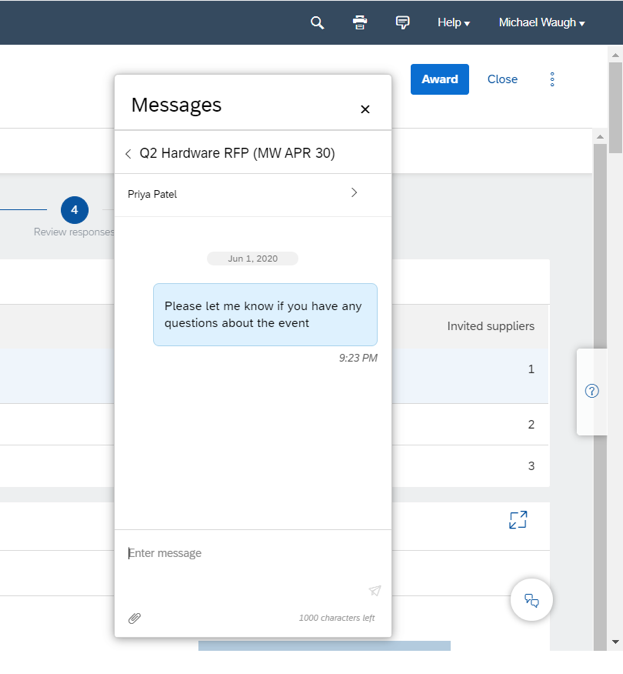 Help
Michael Waugh
Award
Close
Messages
Q2 Hardware RFP (MW APR 30)
Priya Patel
4
Review responses
Jun 1, 2020
Please let me know if you have any
questions about the event
9:23 PM
Invited suppliers
1
2
3
Enter message
1000 characters left